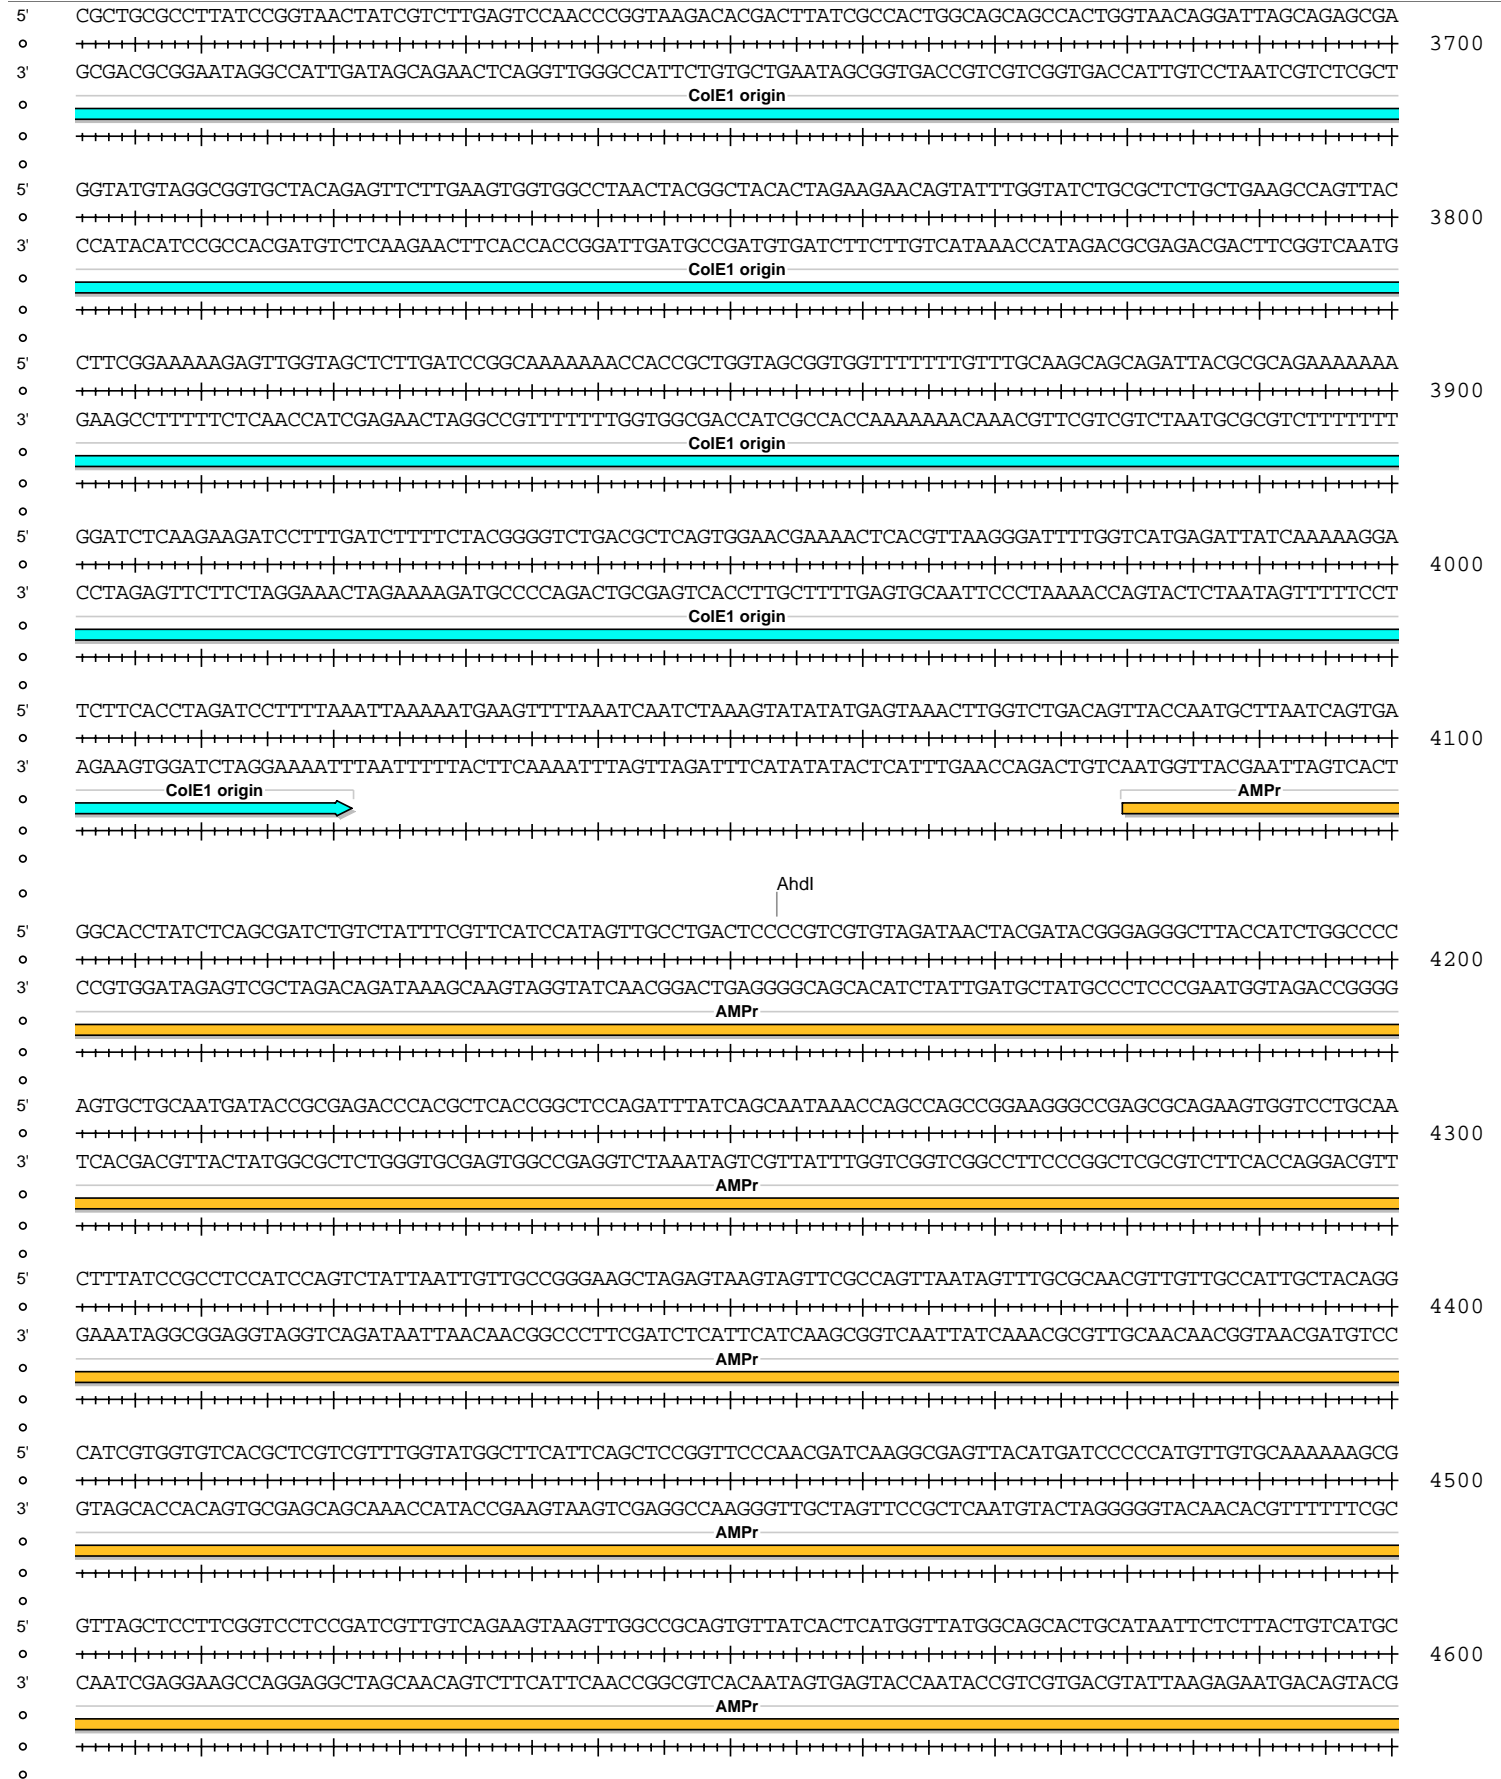 5' CGCTGCGCCTTATCCGGTAACTATCGTCTTGAGTCCAACCCGGTAAGACACGACTTATCGCCACTGGCAGCAGCCACTGGTAACAGGATTAGCAGAGCGA
3700
3' GCGACGCGGAATAGGCCATTGATAGCAGAACTCAGGTTGGGCCATTCTGTGCTGAATAGCGGTGACCGTCGTCGGTGACCATTGTCCTAATCGTCTCGCT
ColE1 origin
5' GGTATGTAGGCGGTGCTACAGAGTTCTTGAAGTGGTGGCCTAACTACGGCTACACTAGAAGAACAGTATTTGGTATCTGCGCTCTGCTGAAGCCAGTTAC
3800
3' CCATACATCCGCCACGATGTCTCAAGAACTTCACCACCGGATTGATGCCGATGTGATCTTCTTGTCATAAACCATAGACGCGAGACGACTTCGGTCAATG
ColE1 origin
5' CTTCGGAAAAAGAGTTGGTAGCTCTTGATCCGGCAAAAAAACCACCGCTGGTAGCGGTGGTTTTTTTGTTTGCAAGCAGCAGATTACGCGCAGAAAAAAA
3900
3' GAAGCCTTTTTCTCAACCATCGAGAACTAGGCCGTTTTTTTGGTGGCGACCATCGCCACCAAAAAAACAAACGTTCGTCGTCTAATGCGCGTCTTTTTTT
ColE1 origin
5' GGATCTCAAGAAGATCCTTTGATCTTTTCTACGGGGTCTGACGCTCAGTGGAACGAAAACTCACGTTAAGGGATTTTGGTCATGAGATTATCAAAAAGGA
4000
3' CCTAGAGTTCTTCTAGGAAACTAGAAAAGATGCCCCAGACTGCGAGTCACCTTGCTTTTGAGTGCAATTCCCTAAAACCAGTACTCTAATAGTTTTTCCT
ColE1 origin
5' TCTTCACCTAGATCCTTTTAAATTAAAAATGAAGTTTTAAATCAATCTAAAGTATATATGAGTAAACTTGGTCTGACAGTTACCAATGCTTAATCAGTGA
4100
3' AGAAGTGGATCTAGGAAAATTTAATTTTTACTTCAAAATTTAGTTAGATTTCATATATACTCATTTGAACCAGACTGTCAATGGTTACGAATTAGTCACT
ColE1 origin AMPr
AhdI
5' GGCACCTATCTCAGCGATCTGTCTATTTCGTTCATCCATAGTTGCCTGACTCCCCGTCGTGTAGATAACTACGATACGGGAGGGCTTACCATCTGGCCCC
4200
3' CCGTGGATAGAGTCGCTAGACAGATAAAGCAAGTAGGTATCAACGGACTGAGGGGCAGCACATCTATTGATGCTATGCCCTCCCGAATGGTAGACCGGGG
AMPr
5' AGTGCTGCAATGATACCGCGAGACCCACGCTCACCGGCTCCAGATTTATCAGCAATAAACCAGCCAGCCGGAAGGGCCGAGCGCAGAAGTGGTCCTGCAA
4300
3' TCACGACGTTACTATGGCGCTCTGGGTGCGAGTGGCCGAGGTCTAAATAGTCGTTATTTGGTCGGTCGGCCTTCCCGGCTCGCGTCTTCACCAGGACGTT
AMPr
5' CTTTATCCGCCTCCATCCAGTCTATTAATTGTTGCCGGGAAGCTAGAGTAAGTAGTTCGCCAGTTAATAGTTTGCGCAACGTTGTTGCCATTGCTACAGG
4400
3' GAAATAGGCGGAGGTAGGTCAGATAATTAACAACGGCCCTTCGATCTCATTCATCAAGCGGTCAATTATCAAACGCGTTGCAACAACGGTAACGATGTCC
AMPr
5' CATCGTGGTGTCACGCTCGTCGTTTGGTATGGCTTCATTCAGCTCCGGTTCCCAACGATCAAGGCGAGTTACATGATCCCCCATGTTGTGCAAAAAAGCG
4500
3' GTAGCACCACAGTGCGAGCAGCAAACCATACCGAAGTAAGTCGAGGCCAAGGGTTGCTAGTTCCGCTCAATGTACTAGGGGGTACAACACGTTTTTTCGC
AMPr
5' GTTAGCTCCTTCGGTCCTCCGATCGTTGTCAGAAGTAAGTTGGCCGCAGTGTTATCACTCATGGTTATGGCAGCACTGCATAATTCTCTTACTGTCATGC
4600
3' CAATCGAGGAAGCCAGGAGGCTAGCAACAGTCTTCATTCAACCGGCGTCACAATAGTGAGTACCAATACCGTCGTGACGTATTAAGAGAATGACAGTACG
AMPr